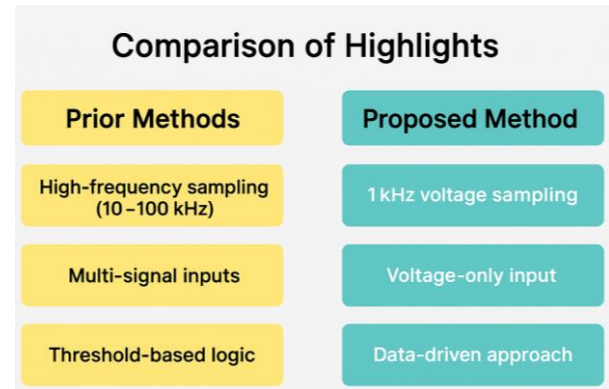 Comparison of Highlights
Prior Methods
Proposed Method
High-frequency sampling
(10–100 kHz)
1 kHz voltage sampling
Multi-signal inputs
Voltage-only input
Threshold-based logic
Data-driven approach